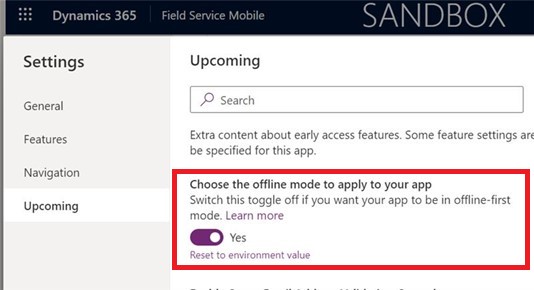 Dynamics 365
Field Service Mobile
SANDBOX
Settings
General
Features
Navigation
Upcoming
Upcoming
Search
Extra content about early access features. Some feature settings are
be specified for this app.
Choose the offline mode to apply to your app
Switch this toggle off if you want your app to be in offline-first
mode. Learn more
Yes
Reset to environment value